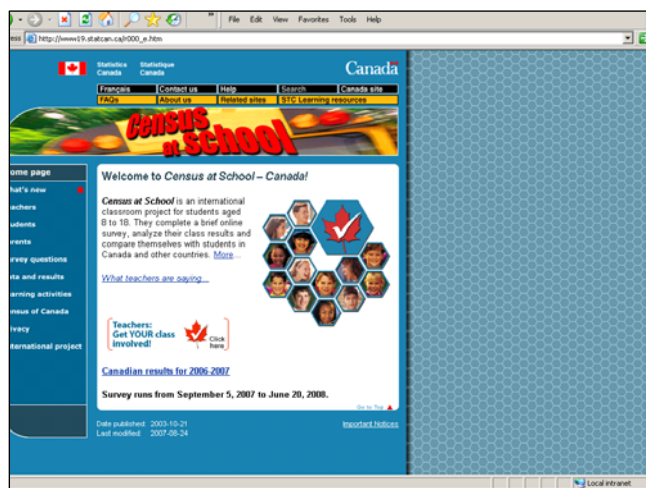 " File Edit View Favorites Tools Help
ess http://www19.statcan.ca/r000_e.htm
Statistics Statistique
Canada Canada
Canada
Français Contact us Help Search Canada site
FAQs About us Related sites STC Learning resources
Census at School
ome page
hat's new
achers
udents
rents
rvey questions
ta and results
arning activities
ensus of Canada
ivacy
ternational project
Welcome to Census at School – Canada!
Census at School is an international
classroom project for students aged
8 to 18. They complete a brief online
survey, analyze their class results and
compare themselves with students in
Canada and other countries. More...
What teachers are saying...
Teachers:
Get YOUR class
involved!
Click
here
Canadian results for 2006-2007
Survey runs from September 5, 2007 to June 20, 2008.
Go to Top
Date published: 2003-10-21
Last modified: 2007-08-24
Important Notices
Local intranet